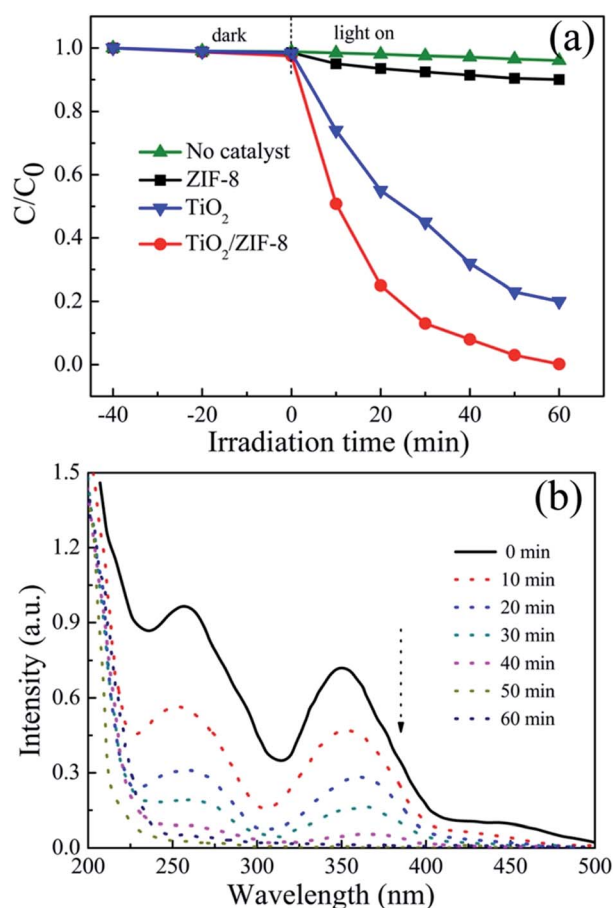 (a)
dark light on
1.0
0.8
0.6
0.4
0.2
0.0
C/C0
No catalyst
ZIF-8
TiO2
TiO2/ZIF-8
-40 -20 0 20 40 60
Irradiation time (min)
(b)
1.5
1.2
0.9
0.6
0.3
0.0
Intensity (a.u.)
0 min
10 min
20 min
30 min
40 min
50 min
60 min
200 250 300 350 400 450 500
Wavelength (nm)